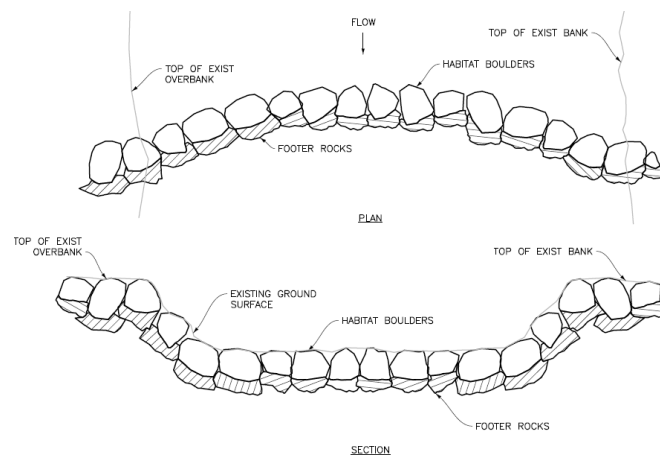 FLOW
TOP OF EXIST BANK
TOP OF EXIST
OVERBANK
HABITAT BOULDERS
FOOTER ROCKS
PLAN
TOP OF EXIST
OVERBANK
TOP OF EXIST BANK
EXISTING GROUND
SURFACE
HABITAT BOULDERS
FOOTER ROCKS
SECTION